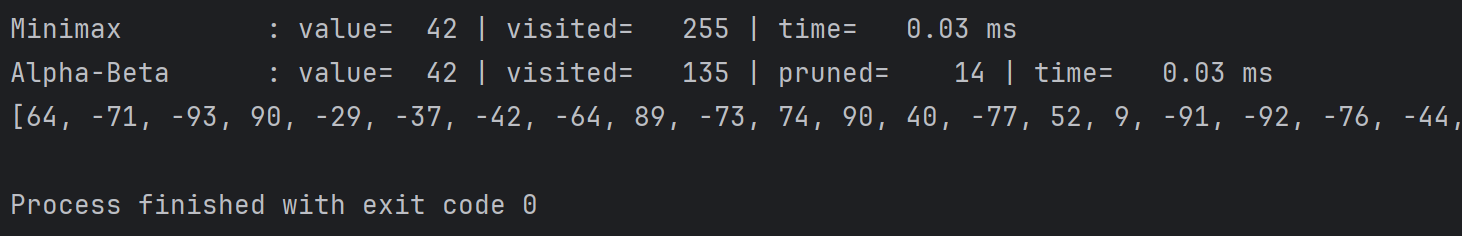 Minimax         : value=  42 | visited=   255 | time=   0.03 ms
Alpha-Beta      : value=  42 | visited=   135 | pruned=    14 | time=   0.03 ms
[64, -71, -93, 90, -29, -37, -42, -64, 89, -73, 74, 90, 40, -77, 52, 9, -91, -92, -76, -44,
Process finished with exit code 0